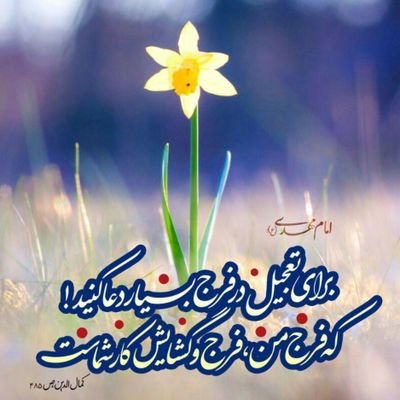 امام مهدی (عج)
برای تعجیل در فرج بسیار دعا کنید!
که فرج من، فرج و گشایش کار شماست
کمال الدین، ص ۴۸۵